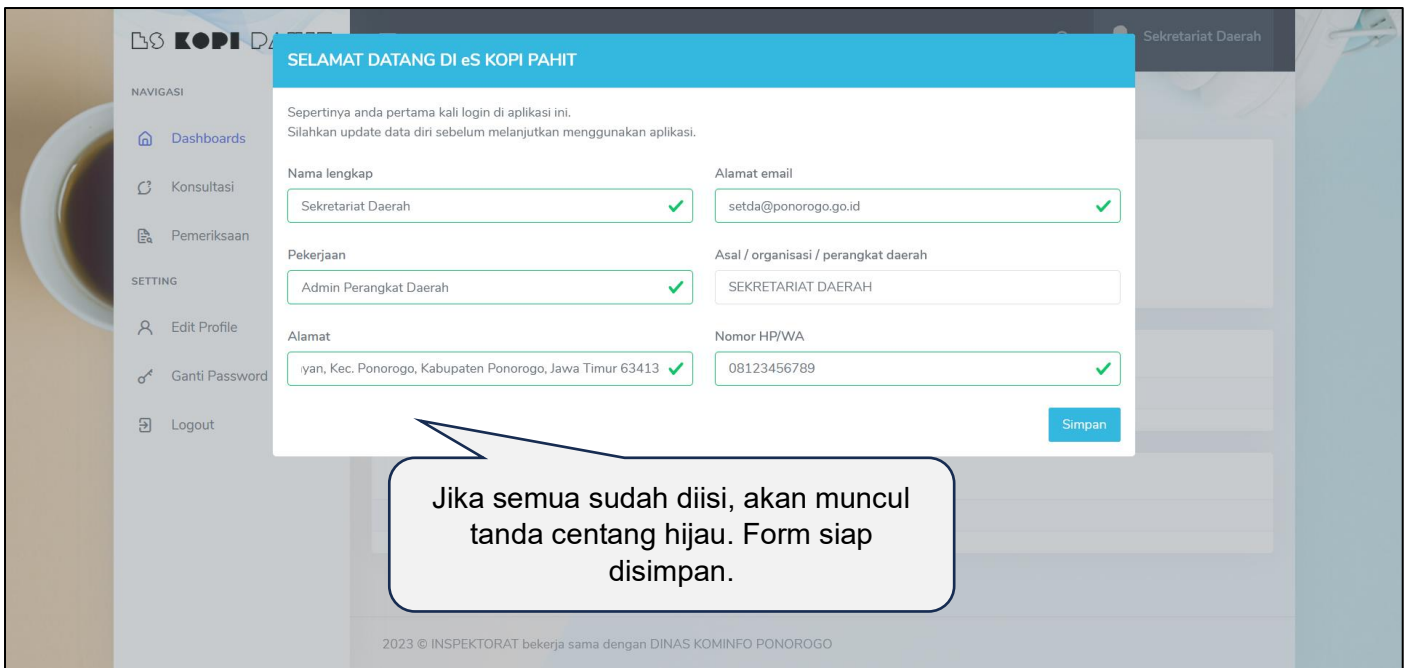 ES KOPI
Sekretariat Daerah
SELAMAT DATANG DI eS KOPI PAHIT
NAVIGASI
Dashboards
Konsultasi
Pemeriksaan
SETTING
Edit Profile
Ganti Password
Logout
Sepertinya anda pertama kali login di aplikasi ini.
Silahkan update data diri sebelum melanjutkan menggunakan aplikasi.
Nama lengkap
Sekretariat Daerah
Alamat email
setda@ponorogo.go.id
Pekerjaan
Admin Perangkat Daerah
Asal / organisasi / perangkat daerah
SEKRETARIAT DAERAH
Alamat
yan, Kec. Ponorogo, Kabupaten Ponorogo, Jawa Timur 63413
Nomor HP/WA
08123456789
Simpan
Jika semua sudah diisi, akan muncul
tanda centang hijau. Form siap
disimpan.
2023 © INSPEKTORAT bekerja sama dengan DINAS KOMINFO PONOROGO